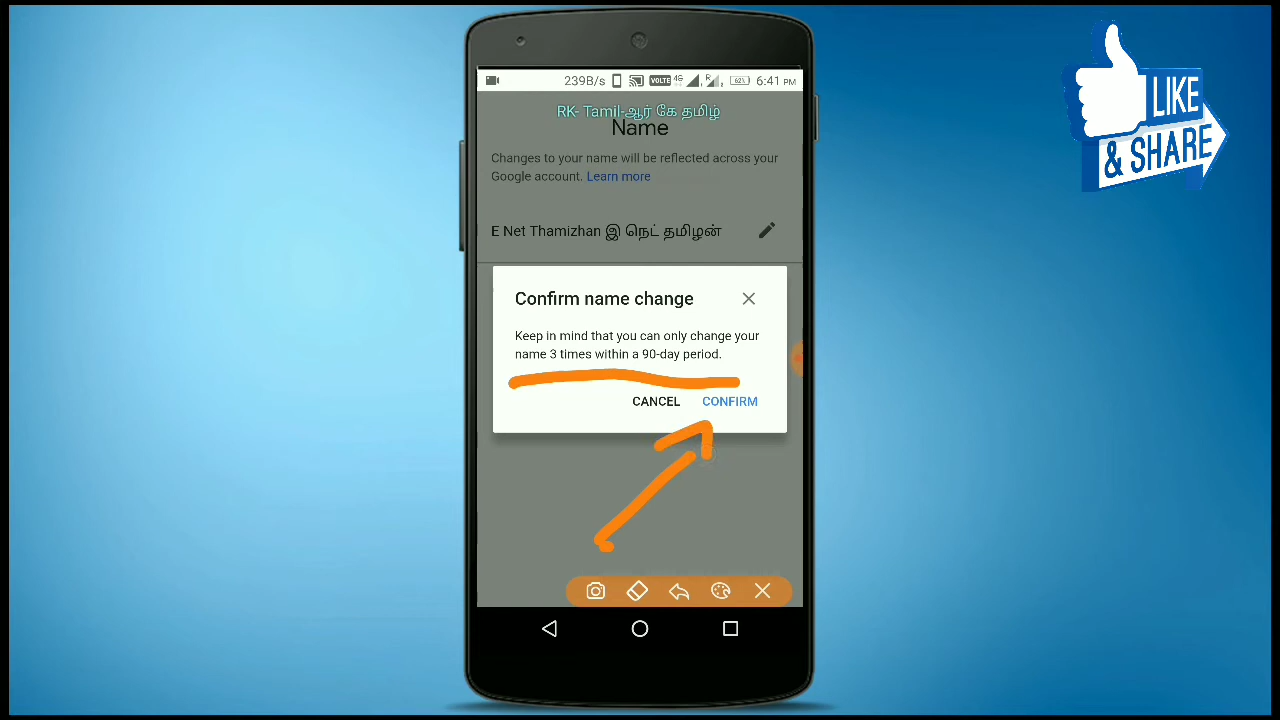 239B/s VOLTE 4G R 62% 6:41 PM
RK- Tamil-ஆர் கே தமிழ்
Name
Changes to your name will be reflected across your
Google account. Learn more
E Net Thamizhan இ நெட் தமிழன்
Confirm name change
Keep in mind that you can only change your
name 3 times within a 90-day period.
CANCEL CONFIRM
LIKE
& SHARE